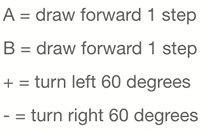 A = draw forward 1 step
B = draw forward 1 step
+ = turn left 60 degrees
- = turn right 60 degrees